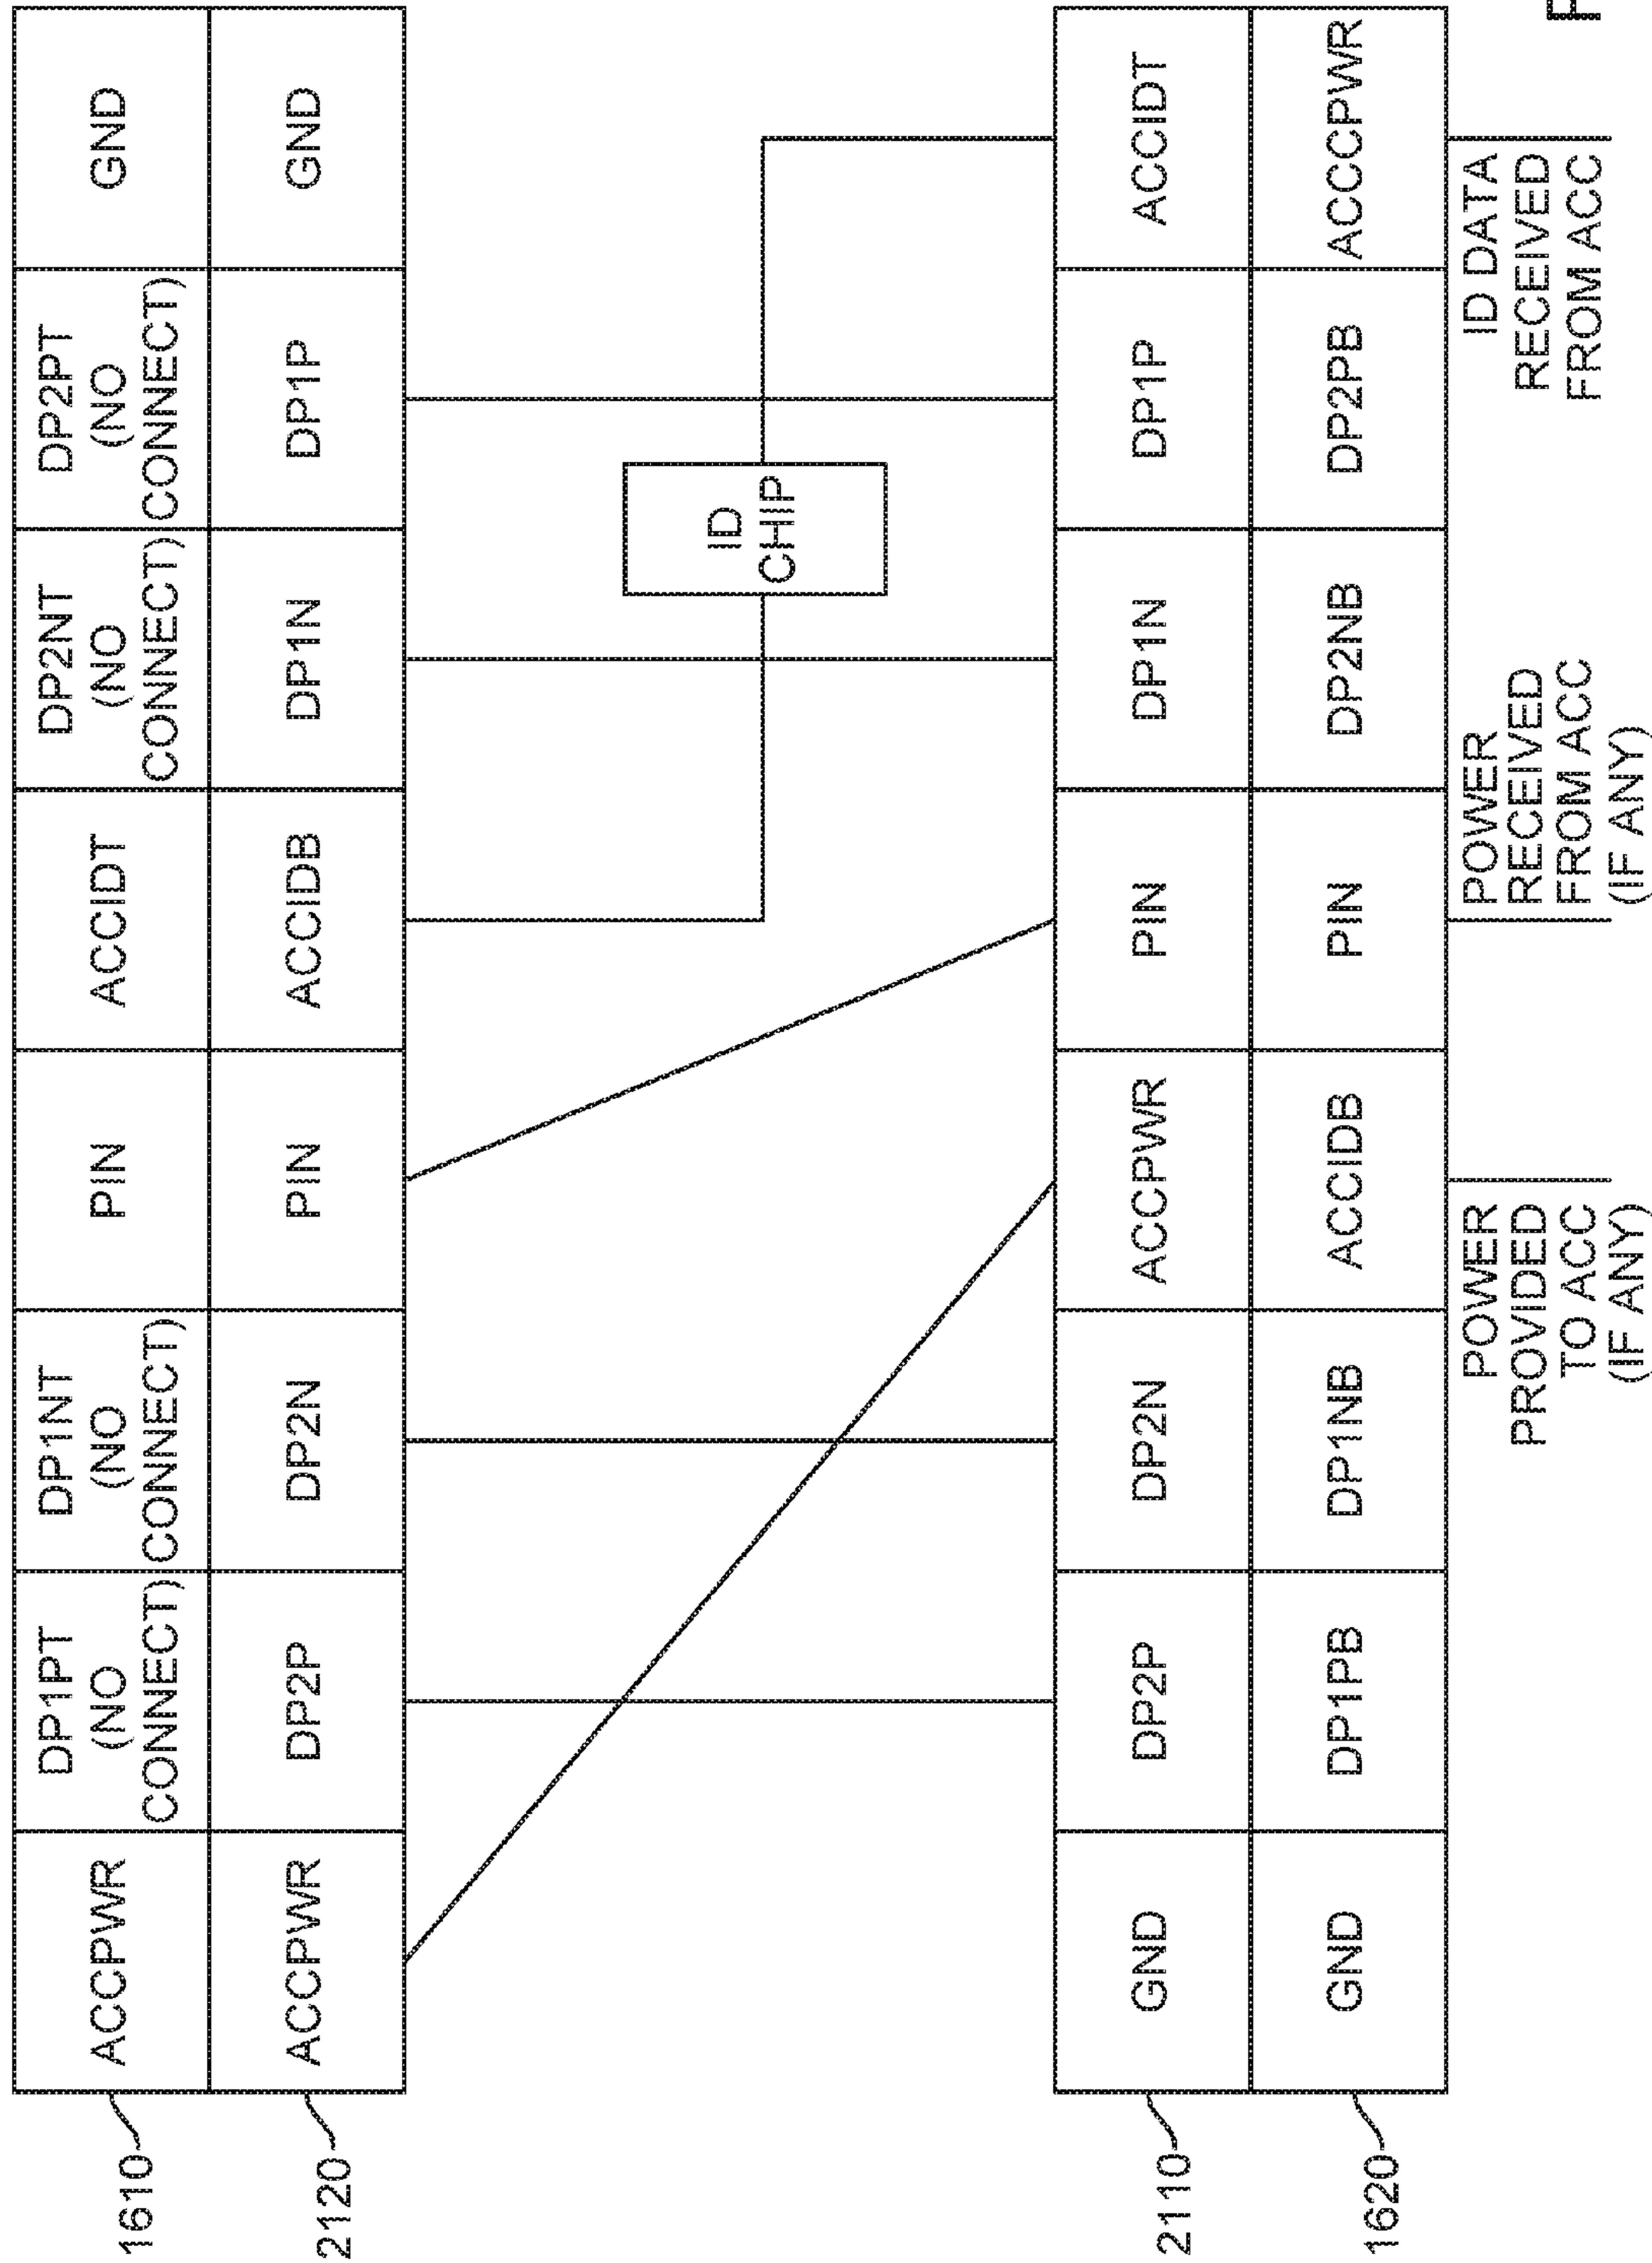 1610
ACCPWR
DP1PT
(NO
CONNECT)
DP1NT
(NO
CONNECT)
PIN
ACCIDT
DP2NT
(NO
CONNECT)
DP2PT
(NO
CONNECT)
GND
2120
ACCPWR
DP2P
DP2N
PIN
ACCIDB
DP1N
DP1P
GND
ID
CHIP
2110
GND
DP2P
DP2N
ACCPWR
PIN
DP1N
DP1P
ACCIDT
1620
GND
DP1PB
DP1NB
ACCIDB
PIN
DP2NB
DP2PB
ACCCPWR
POWER
PROVIDED
TO ACC
(IF ANY)
POWER
RECEIVED
FROM ACC
(IF ANY)
ID DATA
RECEIVED
FROM ACC